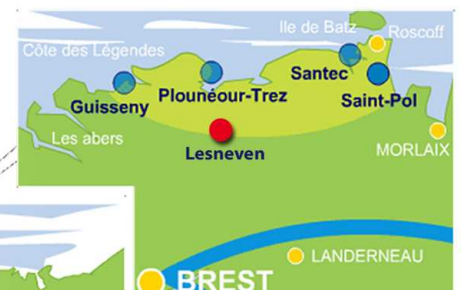 Ile de Batz
Roscoff
Côte des Légendes
Santec
Guisseny
Plounéour-Trez
Saint-Pol
Les abers
Lesneven
MORLAIX
LANDERNEAU
BREST